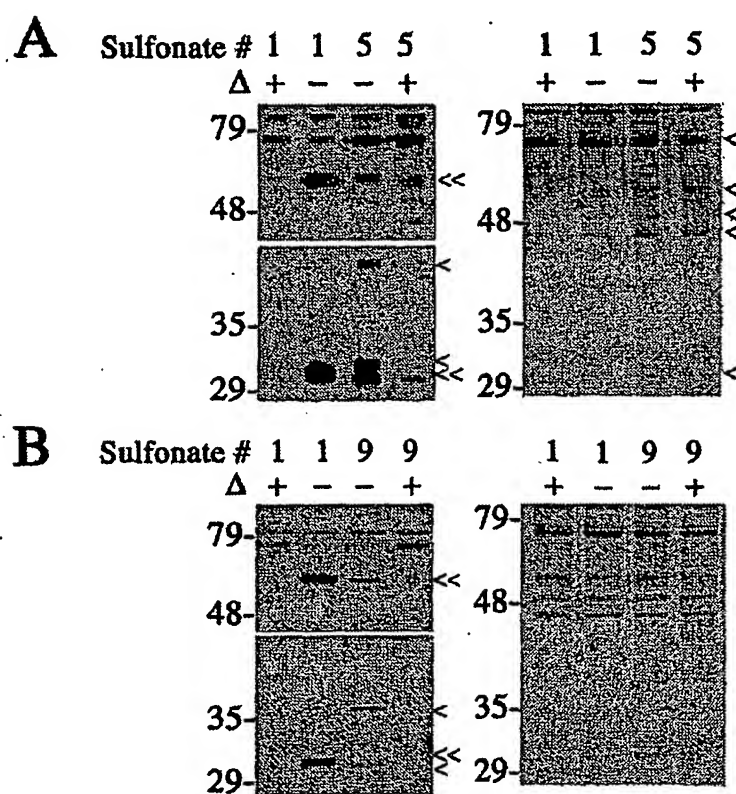 A Sulfonate # 1 1 5 5 1 1 5 5
Δ + − − + + − − +
79- 79-
<
<< <
48- 48- <
<
<
35- 35-
<
<< <
29- 29-
B Sulfonate # 1 1 9 9 1 1 9 9
Δ + − − + + − − +
79- 79-
<<
48- 48-
35- < 35-
<<
<
29- 29-